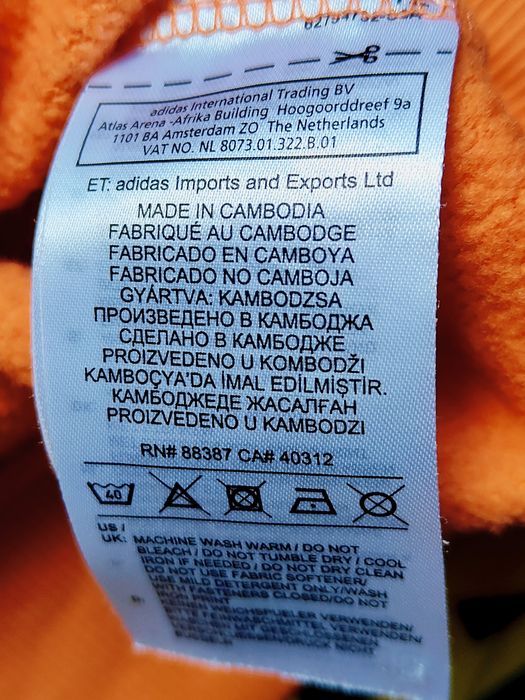 adidas International Trading BV
Atlas Arena -Afrika Building Hoogoorddreef 9a
1101 BA Amsterdam ZO The Netherlands
VAT NO. NL 8073.01.322.B.01
ET: adidas Imports and Exports Ltd
MADE IN CAMBODIA
FABRIQUÉ AU CAMBODGE
FABRICADO EN CAMBOYA
FABRICADO NO CAMBOJA
GYÁRTVA: KAMBODZSA
ПРОИЗВЕДЕНО В КАМБОДЖА
СДЕЛАНО В КАМБОДЖЕ
PROIZVEDENO U KOMBODŽI
KAMBOÇYA'DA İMAL EDİLMİŞTİR.
КАМБОДЖЕДЕ ЖАСАЛҒАН
PROIZVEDENO U KAMBODZI
RN# 88387 CA# 40312
40
US /
UK: MACHINE WASH WARM / DO NOT
BLEACH / DO NOT TUMBLE DRY / COOL
IRON IF NEEDED / DO NOT DRY CLEAN
DO NOT USE FABRIC SOFTENER/
USE MILD DETERGENT ONLY/WASH
WITH FASTENERS CLOSED/DO NOT
VERWENDEN/